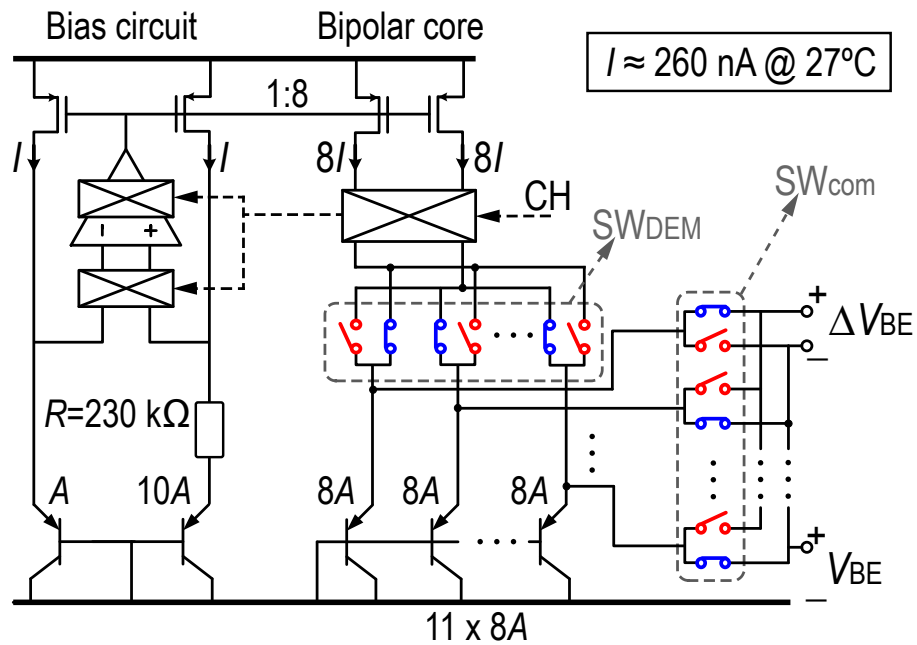 Bias circuit
Bipolar core
I ≈ 260 nA @ 27ºC
1:8
I
I
8I
8I
CH
SWcom
SWDEM
− +
+
ΔVBE
−
R=230 kΩ
A
10A
8A
8A
8A
+
VBE
−
11 x 8A